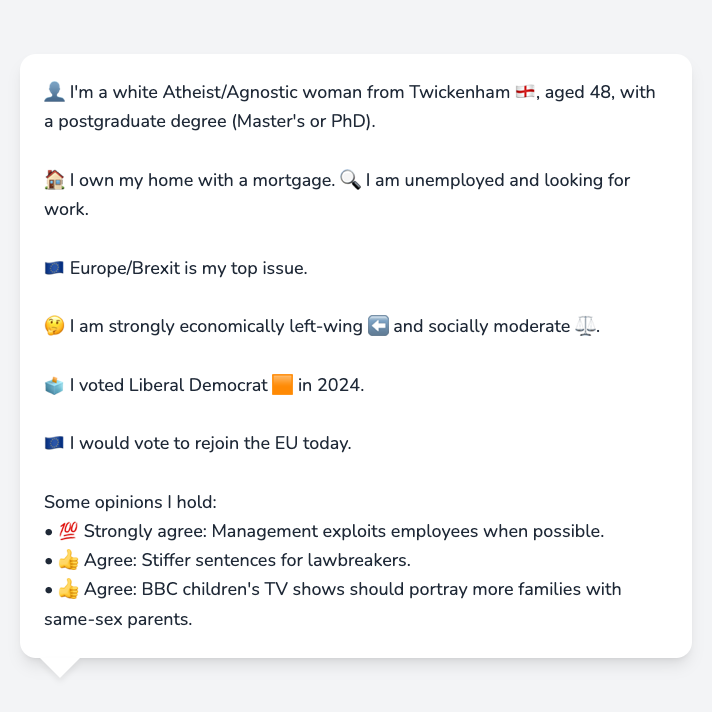 👤 I'm a white Atheist/Agnostic woman from Twickenham 🏴󠁧󠁢󠁥󠁮󠁧󠁿, aged 48, with
a postgraduate degree (Master's or PhD).
🏠 I own my home with a mortgage. 🔍 I am unemployed and looking for
work.
🇪🇺 Europe/Brexit is my top issue.
🤔 I am strongly economically left-wing ⬅️ and socially moderate ⚖️.
🗳️ I voted Liberal Democrat 🟧 in 2024.
🇪🇺 I would vote to rejoin the EU today.
Some opinions I hold:
• 💯 Strongly agree: Management exploits employees when possible.
• 👍 Agree: Stiffer sentences for lawbreakers.
• 👍 Agree: BBC children's TV shows should portray more families with
same-sex parents.